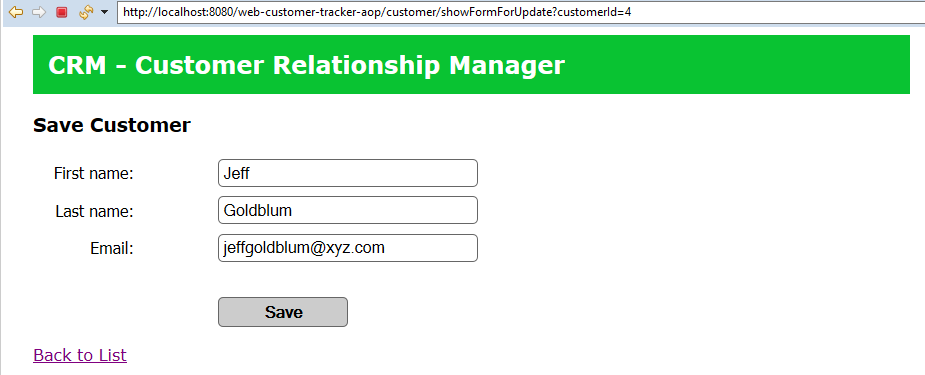 http://localhost:8080/web-customer-tracker-aop/customer/showFormForUpdate?customerId=4
CRM - Customer Relationship Manager
Save Customer
First name: Jeff
Last name: Goldblum
Email: jeffgoldblum@xyz.com
Save
Back to List